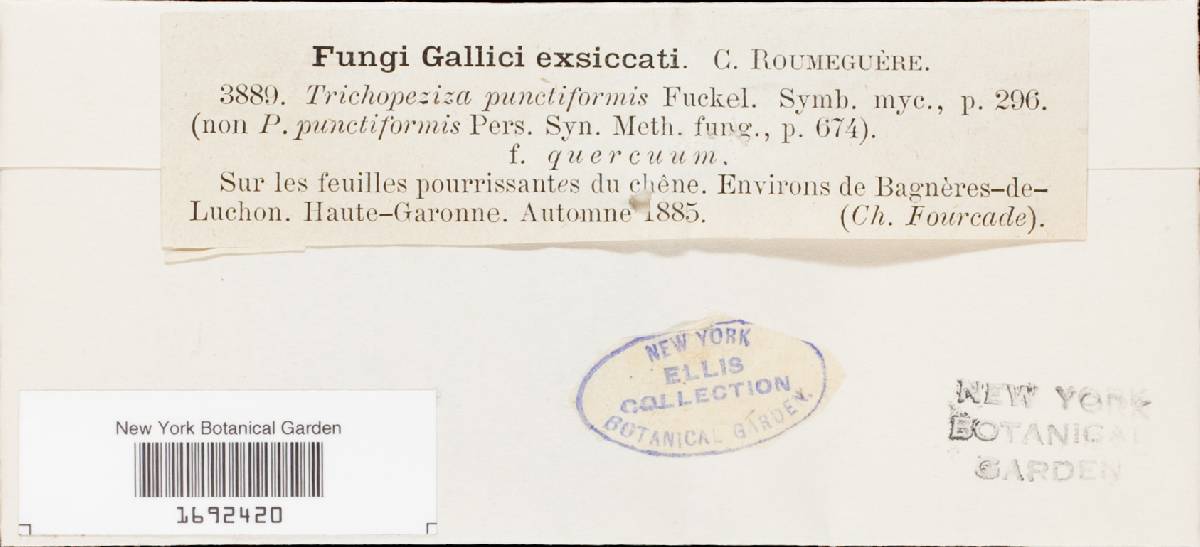 Fungi Gallici exsiccati. C. ROUMEGUÈRE.
3889. Trichopeziza punctiformis Fuckel. Symb. myc., p. 296.
(non P. punctiformis Pers. Syn. Meth. fung., p. 674).
f. quercuum.
Sur les feuilles pourrissantes du chêne. Environs de Bagnères-de-
Luchon. Haute-Garonne. Automne 1885. (Ch. Fourcade).
NEW YORK
ELLIS
COLLECTION
BOTANICAL GARDEN.
NEW YORK
BOTANICAL
GARDEN
New York Botanical Garden
1692420